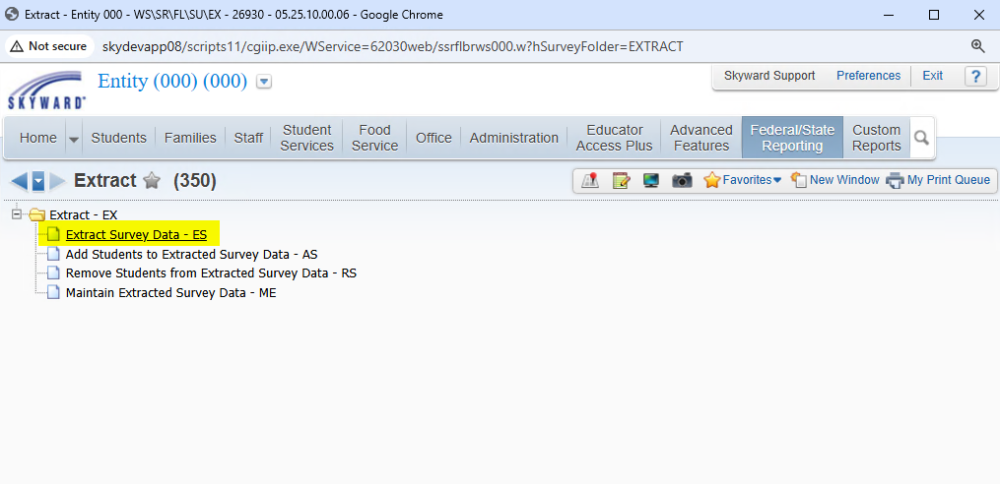 Extract - Entity 000 - WS\SR\FL\SU\EX - 26930 - 05.25.10.00.06 - Google Chrome
Not secure skydevapp08/scripts11/cgiip.exe/WService=62030web/ssrflbrws000.w?hSurveyFolder=EXTRACT
SKYWARD® Entity (000) (000) Skyward Support Preferences Exit ?
Home Students Families Staff Student Services Food Service Office Administration Educator Access Plus Advanced Features Federal/State Reporting Custom Reports
Extract (350) Favorites New Window My Print Queue
Extract - EX
Extract Survey Data - ES
Add Students to Extracted Survey Data - AS
Remove Students from Extracted Survey Data - RS
Maintain Extracted Survey Data - ME